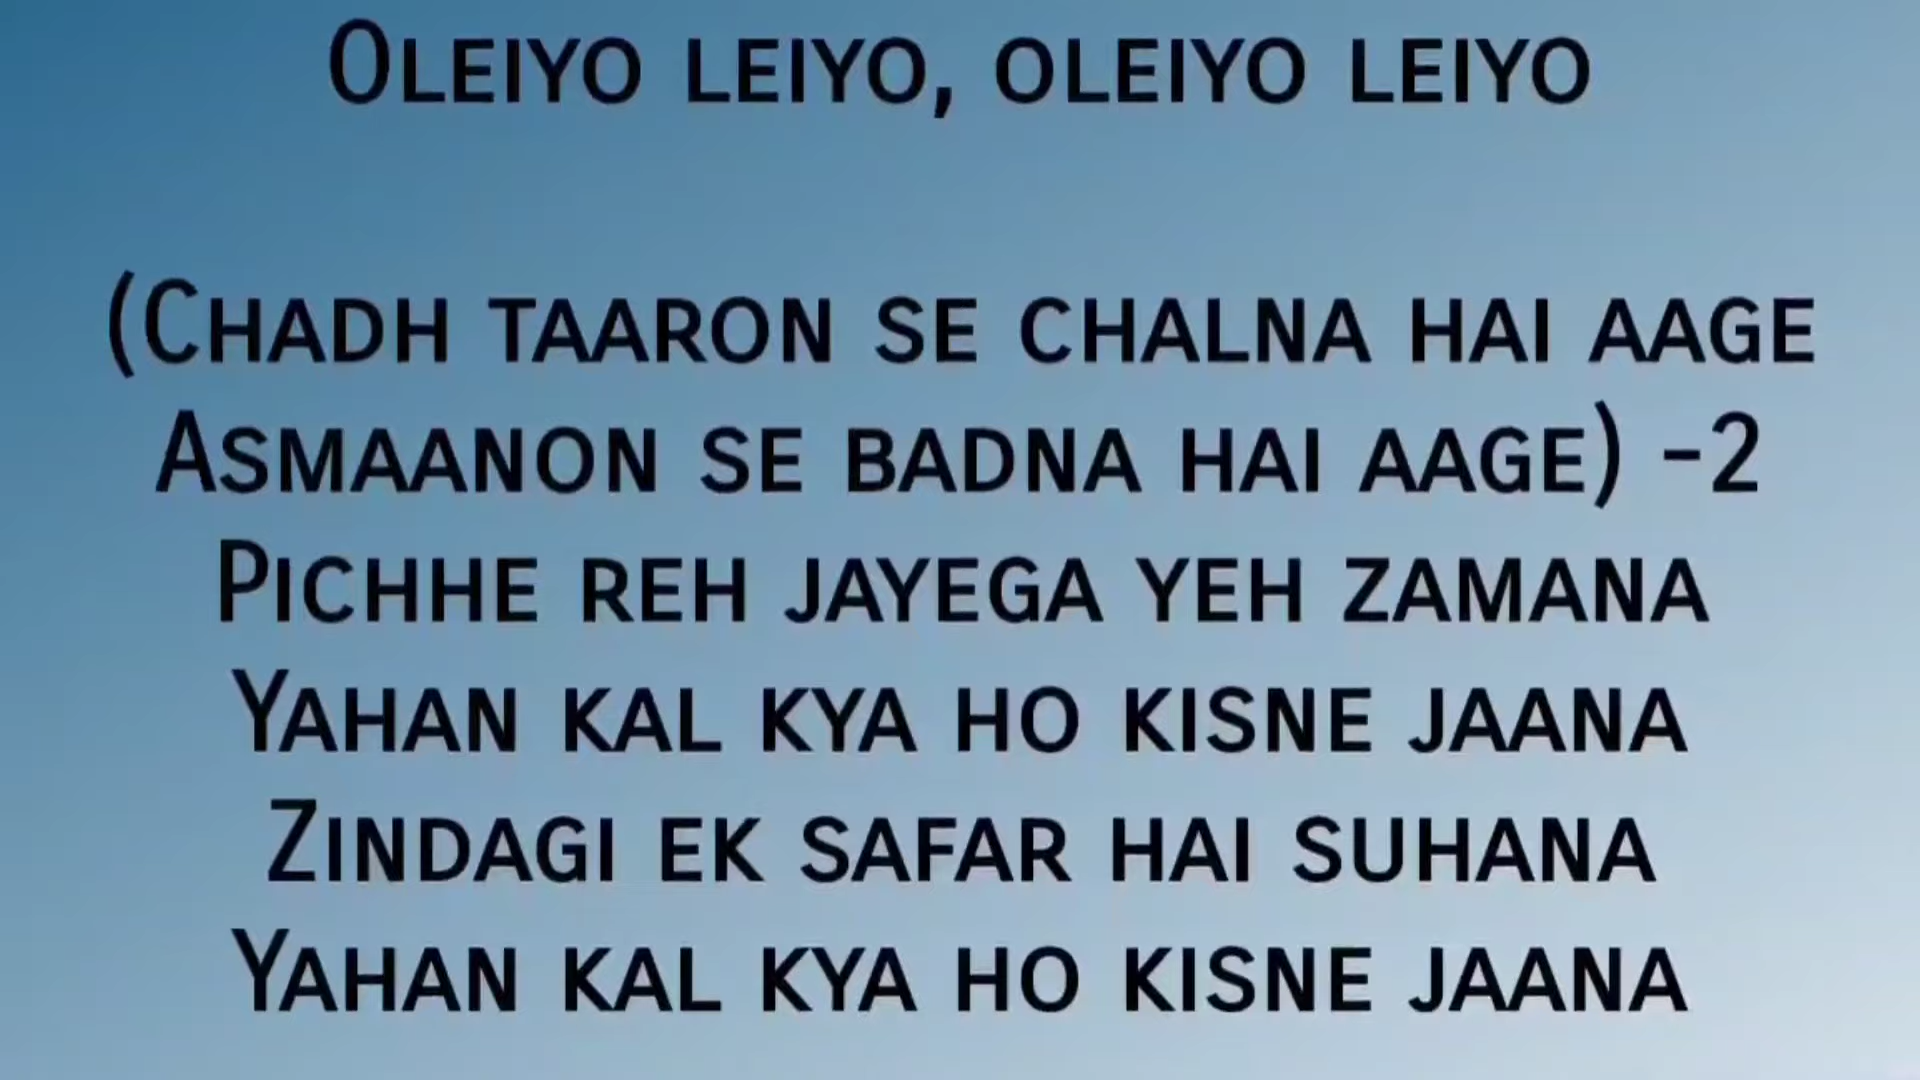 Oleiyo leiyo, oleiyo leiyo
(Chadh taaron se chalna hai aage
Asmaanon se badna hai aage) -2
Pichhe reh jayega yeh zamana
Yahan kal kya ho kisne jaana
Zindagi ek safar hai suhana
Yahan kal kya ho kisne jaana